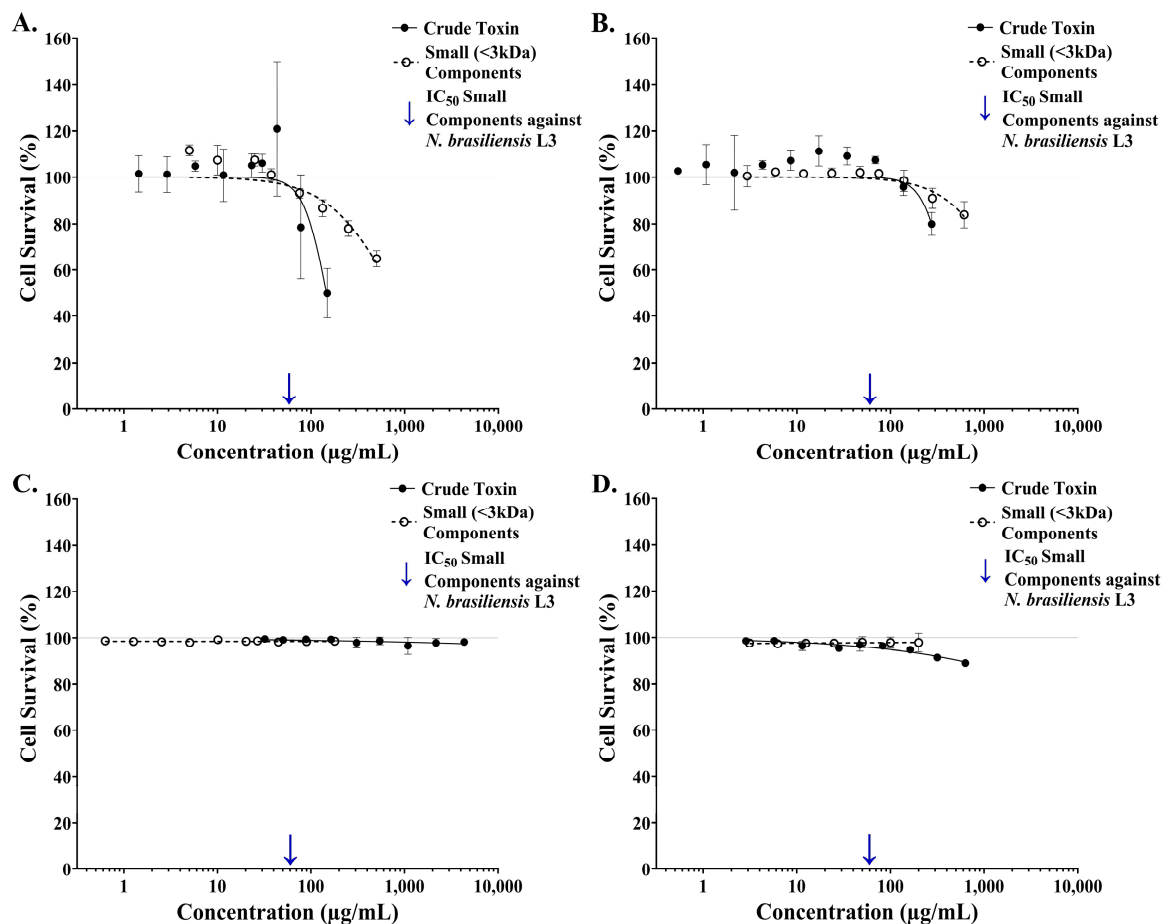 A.
Crude Toxin
Small (<3kDa)
Components
IC50 Small
Components against
N. brasiliensis L3
Cell Survival (%)
160
140
120
100
80
60
40
20
0
1
10
100
1,000
10,000
Concentration (µg/mL)
B.
Crude Toxin
Small (<3kDa)
Components
IC50 Small
Components against
N. brasiliensis L3
Cell Survival (%)
160
140
120
100
80
60
40
20
0
1
10
100
1,000
10,000
Concentration (µg/mL)
C.
Crude Toxin
Small (<3kDa)
Components
IC50 Small
Components against
N. brasiliensis L3
Cell Survival (%)
160
140
120
100
80
60
40
20
0
1
10
100
1,000
10,000
Concentration (µg/mL)
D.
Crude Toxin
Small (<3kDa)
Components
IC50 Small
Components against
N. brasiliensis L3
Cell Survival (%)
160
140
120
100
80
60
40
20
0
1
10
100
1,000
10,000
Concentration (µg/mL)